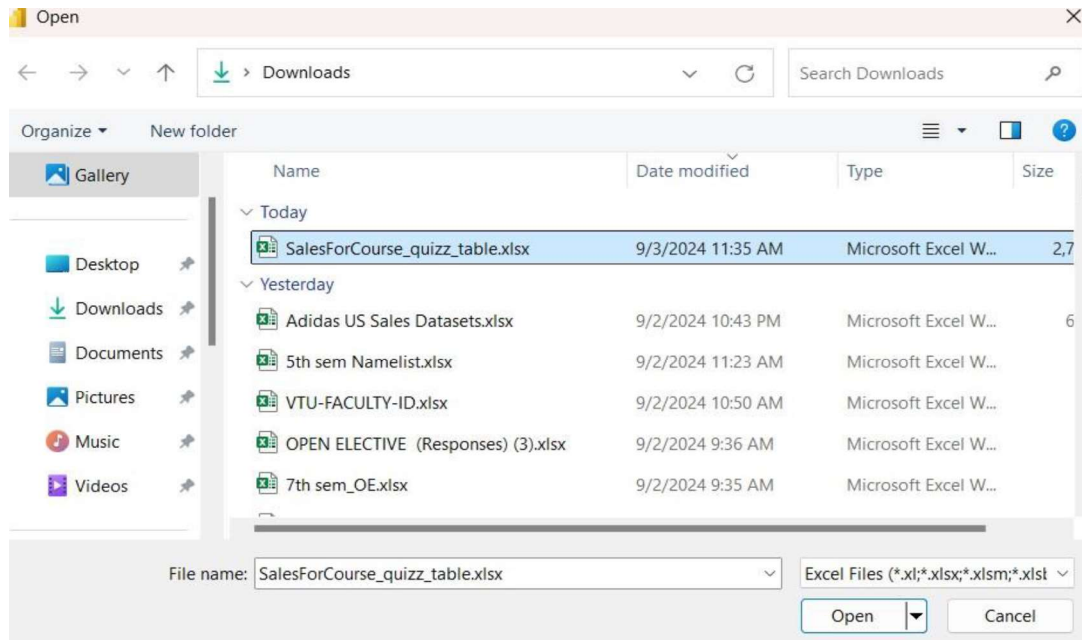 Open
Downloads
Search Downloads
Organize New folder
Gallery
Name Date modified Type Size
Today
SalesForCourse_quizz_table.xlsx 9/3/2024 11:35 AM Microsoft Excel W... 2,7
Desktop
Yesterday
Downloads
Adidas US Sales Datasets.xlsx 9/2/2024 10:43 PM Microsoft Excel W... 6
Documents
5th sem Namelist.xlsx 9/2/2024 11:23 AM Microsoft Excel W...
Pictures
VTU-FACULTY-ID.xlsx 9/2/2024 10:50 AM Microsoft Excel W...
Music
OPEN ELECTIVE (Responses) (3).xlsx 9/2/2024 9:36 AM Microsoft Excel W...
Videos
7th sem_OE.xlsx 9/2/2024 9:35 AM Microsoft Excel W...
File name: SalesForCourse_quizz_table.xlsx Excel Files (*.xl;*.xlsx;*.xlsm;*.xlsb
Open Cancel